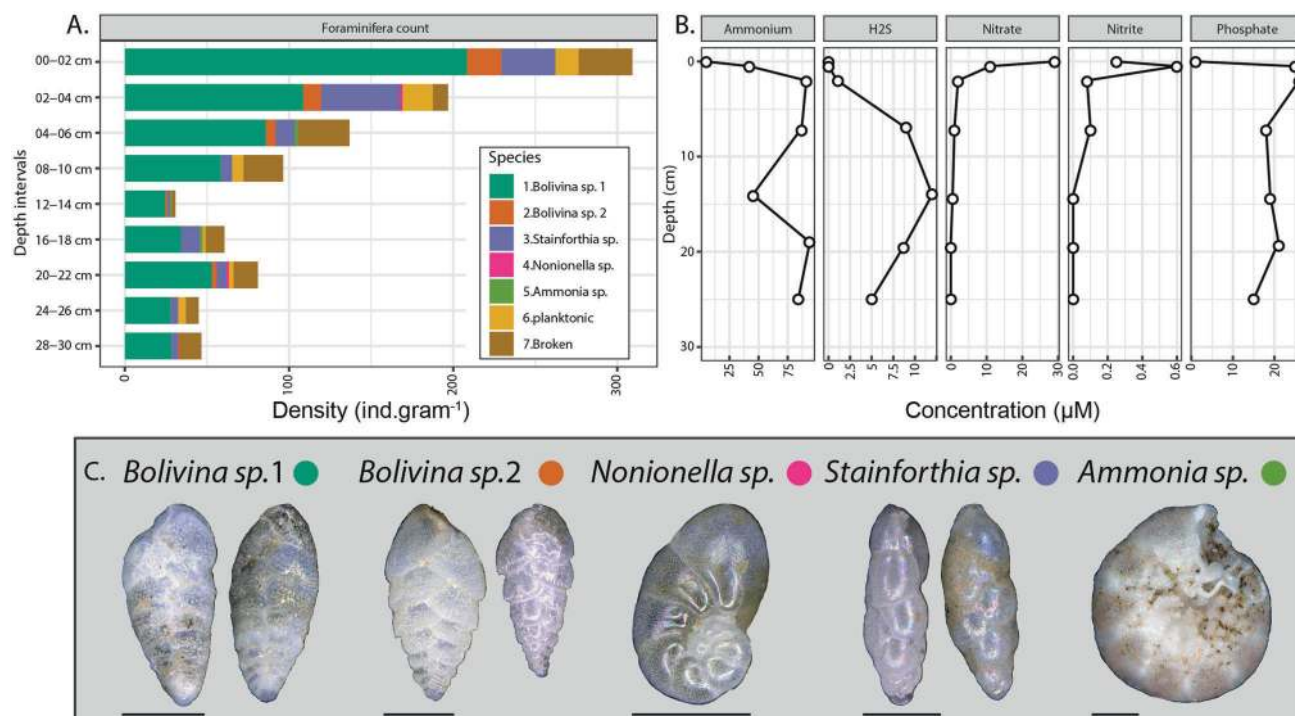 A.
Foraminifera count
Depth intervals
00–02 cm
02–04 cm
04–06 cm
08–10 cm
12–14 cm
16–18 cm
20–22 cm
24–26 cm
28–30 cm
Species
1.Bolivina sp. 1
2.Bolivina sp. 2
3.Stainforthia sp.
4.Nonionella sp.
5.Ammonia sp.
6.planktonic
7.Broken
0 100 200 300
Density (ind.gram⁻¹)
B.
Ammonium H2S Nitrate Nitrite Phosphate
Depth (cm)
0
10
20
30
25 50 75 0 2.5 5 7.5 10 0 10 20 30 0.0 0.2 0.4 0.6 0 10 20
Concentration (µM)
C. Bolivina sp.1 Bolivina sp.2 Nonionella sp. Stainforthia sp. Ammonia sp.